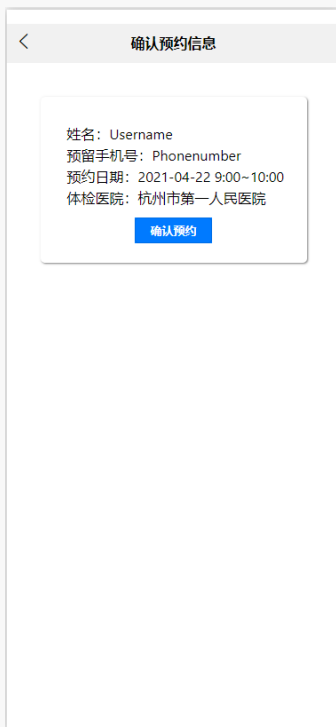 确认预约信息
姓名：Username
预留手机号：Phonenumber
预约日期：2021-04-22 9:00~10:00
体检医院：杭州市第一人民医院
确认预约